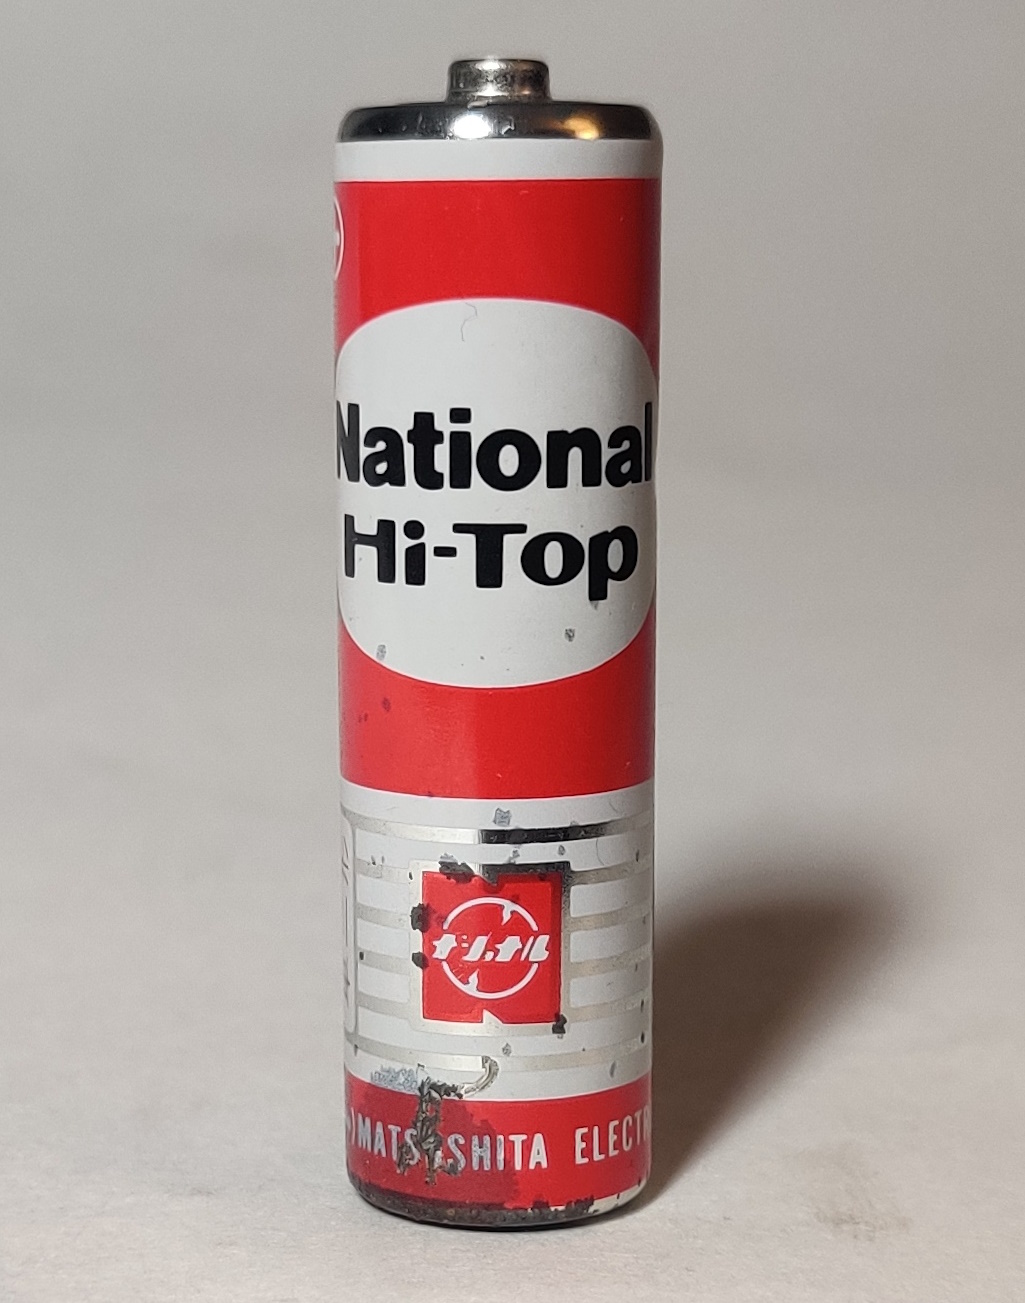 National
Hi-Top
ナショナル
)MATSUSHITA ELECTR